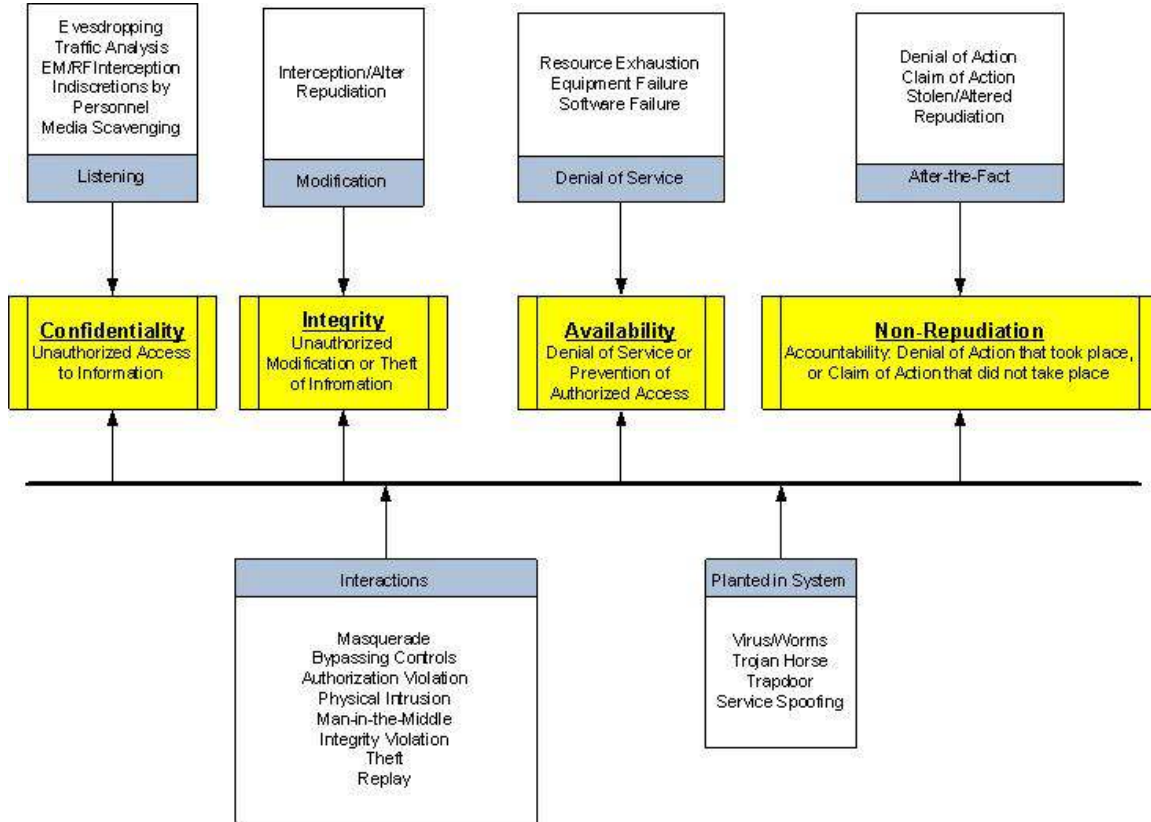 Evesdropping
Traffic Analysis
EM/RF Interception
Indiscretions by
Personnel
Media Scavenging
Listening
Interception/Alter
Repudiation
Modification
Resource Exhaustion
Equipment Failure
Software Failure
Denial of Service
Denial of Action
Claim of Action
Stolen/Altered
Repudiation
After-the-Fact
Confidentiality
Unauthorized Access
to Information
Integrity
Unauthorized
Modification or Theft
of Infromation
Availability
Denial of Service or
Prevention of
Authorized Access
Non-Repudiation
Accountability: Denial of Action that took place,
or Claim of Action that did not take place
Interactions
Masquerade
Bypassing Controls
Authorization Violation
Physical Intrusion
Man-in-the-Middle
Integrity Violation
Theft
Replay
Planted in System
Virus/Worms
Trojan Horse
Trapdoor
Service Spoofing